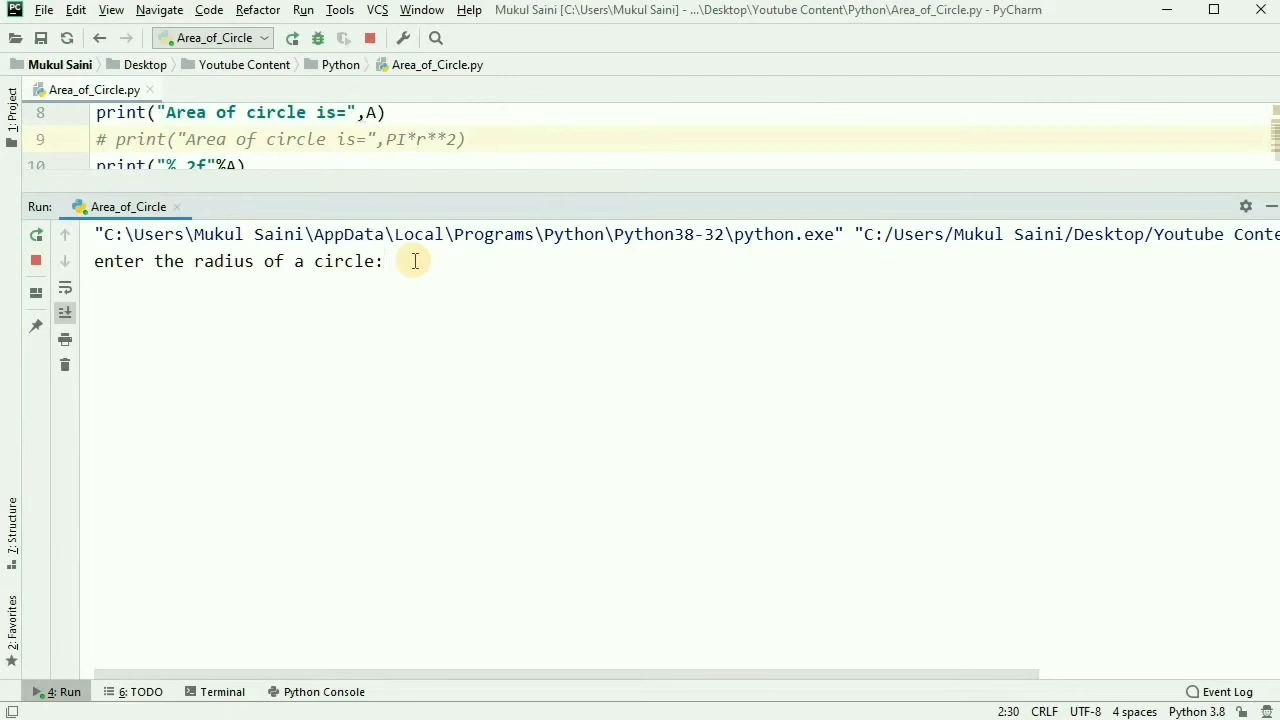 PC File Edit View Navigate Code Refactor Run Tools VCS Window Help Mukul Saini [C:\Users\Mukul Saini] - ...\Desktop\Youtube Content\Python\Area_of_Circle.py - PyCharm
Area_of_Circle
Mukul Saini Desktop Youtube Content Python Area_of_Circle.py
Area_of_Circle.py
1: Project
8 print("Area of circle is=",A)
9 # print("Area of circle is=",PI*r**2)
10 print("%.2f"%A)
Run: Area_of_Circle
"C:\Users\Mukul Saini\AppData\Local\Programs\Python\Python38-32\python.exe" "C:/Users/Mukul Saini/Desktop/Youtube Conte
enter the radius of a circle:
7: Structure
2: Favorites
4: Run 6: TODO Terminal Python Console Event Log
2:30 CRLF UTF-8 4 spaces Python 3.8